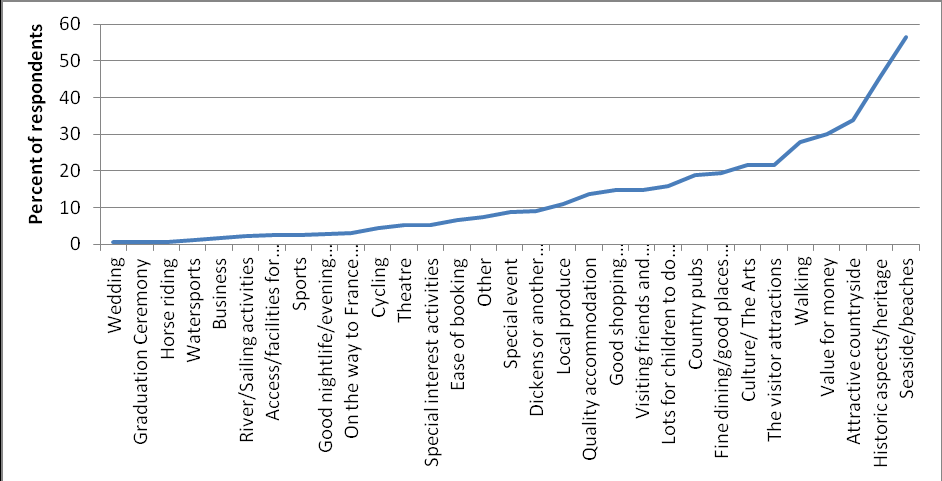 Percent of respondents
60
50
40
30
20
10
0
Wedding
Graduation Ceremony
Horse riding
Watersports
Business
River/Sailing activities
Access/facilities for…
Sports
Good nightlife/evening…
On the way to France…
Cycling
Theatre
Special interest activities
Ease of booking
Other
Special event
Dickens or another…
Local produce
Quality accommodation
Good shopping…
Visiting friends and…
Lots for children to do…
Country pubs
Fine dining/good places…
Culture/ The Arts
The visitor attractions
Walking
Value for money
Attractive countryside
Historic aspects/heritage
Seaside/beaches